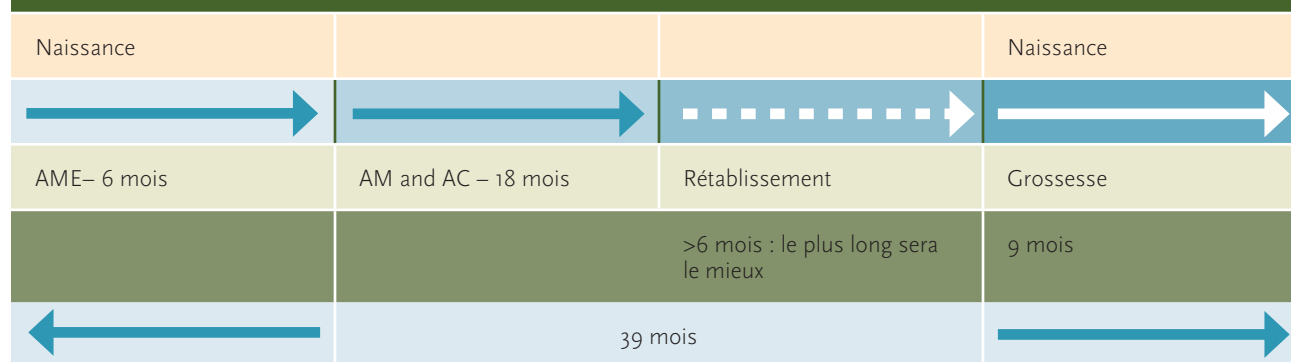 Naissance
Naissance
AME– 6 mois
AM and AC – 18 mois
Rétablissement
Grossesse
>6 mois : le plus long sera
le mieux
9 mois
39 mois